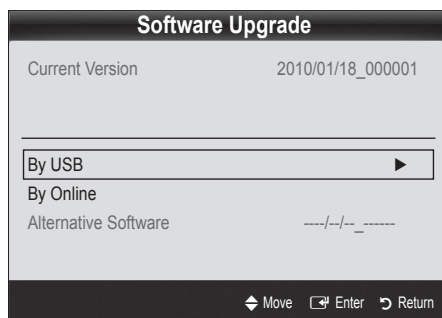 Software Upgrade
Current Version 2010/01/18_000001
By USB ►
By Online
Alternative Software ----/--/--_------
Move Enter Return